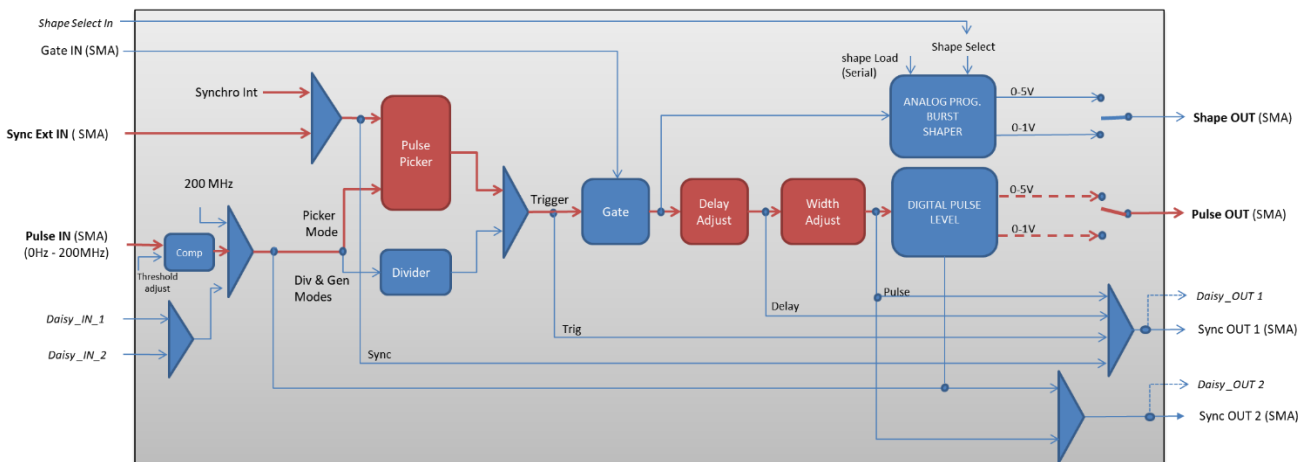 Shape Select In
Gate IN (SMA)
shape Load
(Serial)
Shape Select
Synchro Int
Sync Ext IN ( SMA)
Pulse
Picker
ANALOG PROG.
BURST
SHAPER
0-5V
0-1V
Shape OUT (SMA)
200 MHz
Picker
Mode
Trigger
Gate
Delay
Adjust
Width
Adjust
DIGITAL PULSE
LEVEL
0-5V
0-1V
Pulse OUT (SMA)
Pulse IN (SMA)
(0Hz - 200MHz)
Comp
Threshold
adjust
Div & Gen
Modes
Divider
Daisy_IN_1
Daisy_IN_2
Pulse
Delay
Trig
Sync
Daisy_OUT 1
Sync OUT 1 (SMA)
Daisy_OUT 2
Sync OUT 2 (SMA)